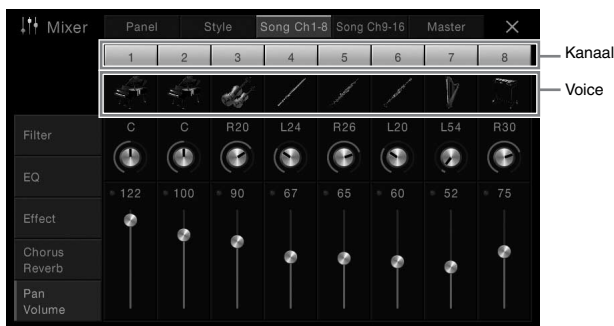 Mixer
Panel Style Song Ch1-8 Song Ch9-16 Master ×
1 2 3 4 5 6 7 8
Kanaal
Voice
Filter
EQ
Effect
Chorus
Reverb
Pan
Volume
C C R20 L24 R26 L20 L54 R30
122 100 90 67 65 60 52 75